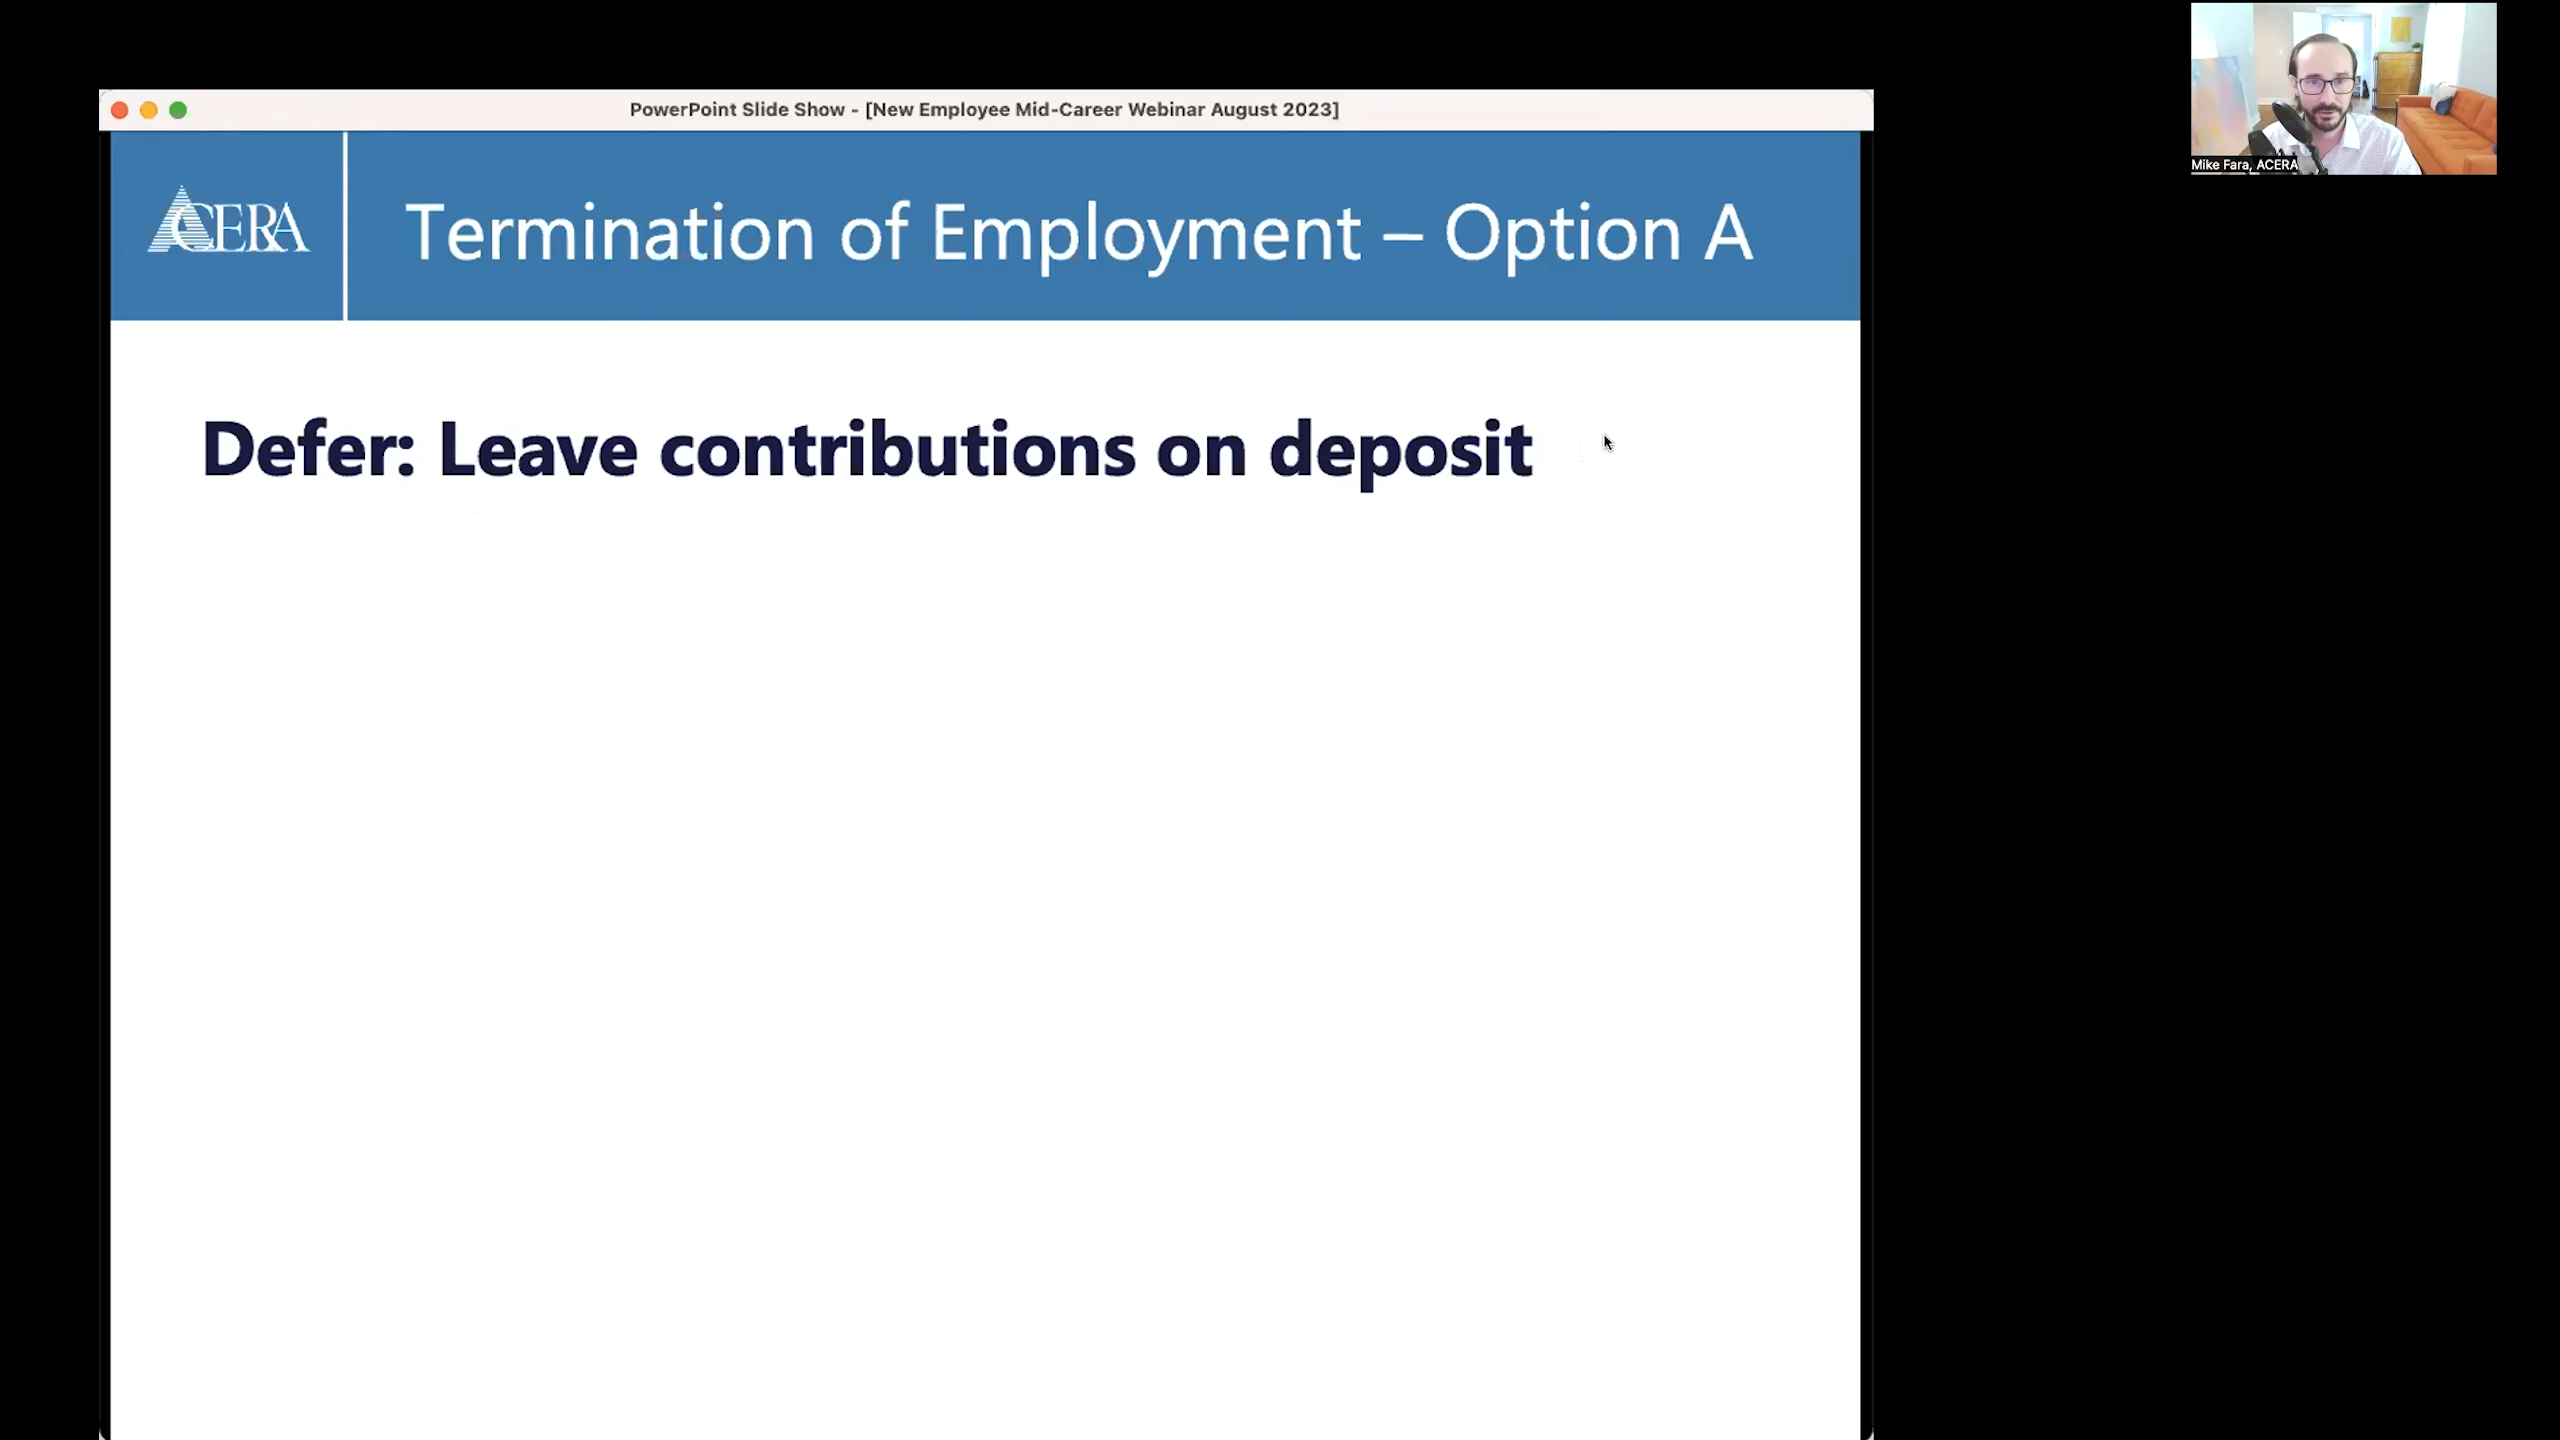 PowerPoint Slide Show - [New Employee Mid-Career Webinar August 2023]
Mike Fara, ACERA
ACERA
Termination of Employment – Option A
Defer: Leave contributions on deposit